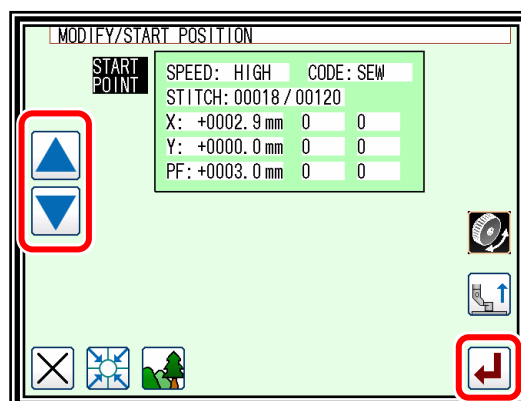 MODIFY/START POSITION
START
POINT
SPEED: HIGH CODE: SEW
STITCH: 00018 / 00120
X: +0002.9 mm 0 0
Y: +0000.0 mm 0 0
PF: +0003.0 mm 0 0